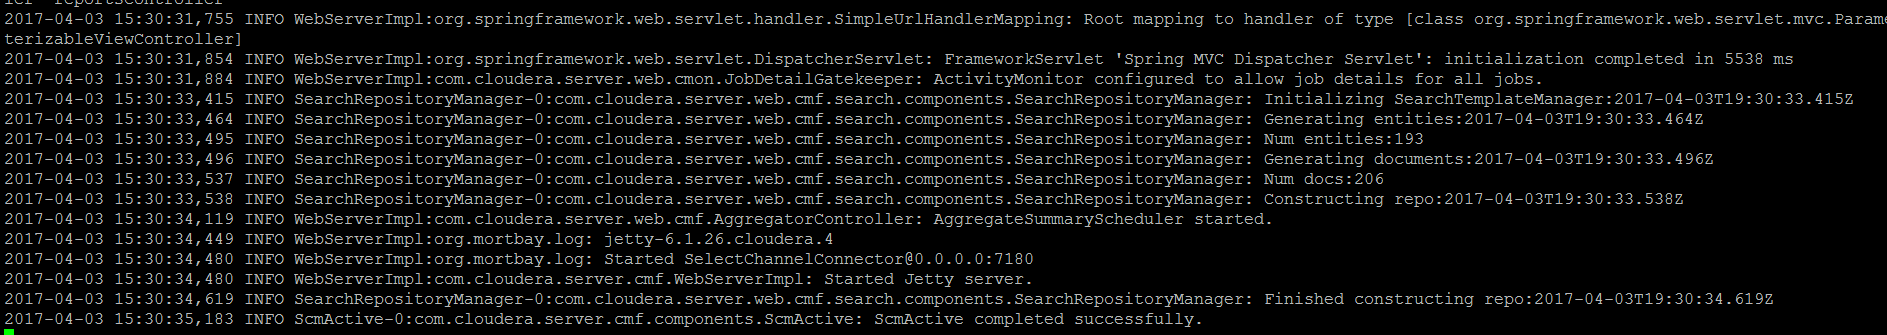 2017-04-03 15:30:31,755 INFO WebServerImpl:org.springframework.web.servlet.handler.SimpleUrlHandlerMapping: Root mapping to handler of type [class org.springframework.web.servlet.mvc.Parame
terizableViewController]
2017-04-03 15:30:31,854 INFO WebServerImpl:org.springframework.web.servlet.DispatcherServlet: FrameworkServlet 'Spring MVC Dispatcher Servlet': initialization completed in 5538 ms
2017-04-03 15:30:31,884 INFO WebServerImpl:com.cloudera.server.web.cmon.JobDetailGatekeeper: ActivityMonitor configured to allow job details for all jobs.
2017-04-03 15:30:33,415 INFO SearchRepositoryManager-0:com.cloudera.server.web.cmf.search.components.SearchRepositoryManager: Initializing SearchTemplateManager:2017-04-03T19:30:33.415Z
2017-04-03 15:30:33,464 INFO SearchRepositoryManager-0:com.cloudera.server.web.cmf.search.components.SearchRepositoryManager: Generating entities:2017-04-03T19:30:33.464Z
2017-04-03 15:30:33,495 INFO SearchRepositoryManager-0:com.cloudera.server.web.cmf.search.components.SearchRepositoryManager: Num entities:193
2017-04-03 15:30:33,496 INFO SearchRepositoryManager-0:com.cloudera.server.web.cmf.search.components.SearchRepositoryManager: Generating documents:2017-04-03T19:30:33.496Z
2017-04-03 15:30:33,537 INFO SearchRepositoryManager-0:com.cloudera.server.web.cmf.search.components.SearchRepositoryManager: Num docs:206
2017-04-03 15:30:33,538 INFO SearchRepositoryManager-0:com.cloudera.server.web.cmf.search.components.SearchRepositoryManager: Constructing repo:2017-04-03T19:30:33.538Z
2017-04-03 15:30:34,119 INFO WebServerImpl:com.cloudera.server.web.cmf.AggregatorController: AggregateSummaryScheduler started.
2017-04-03 15:30:34,449 INFO WebServerImpl:org.mortbay.log: jetty-6.1.26.cloudera.4
2017-04-03 15:30:34,480 INFO WebServerImpl:org.mortbay.log: Started SelectChannelConnector@0.0.0.0:7180
2017-04-03 15:30:34,480 INFO WebServerImpl:com.cloudera.server.cmf.WebServerImpl: Started Jetty server.
2017-04-03 15:30:34,619 INFO SearchRepositoryManager-0:com.cloudera.server.web.cmf.search.components.SearchRepositoryManager: Finished constructing repo:2017-04-03T19:30:34.619Z
2017-04-03 15:30:35,183 INFO ScmActive-0:com.cloudera.server.cmf.components.ScmActive: ScmActive completed successfully.